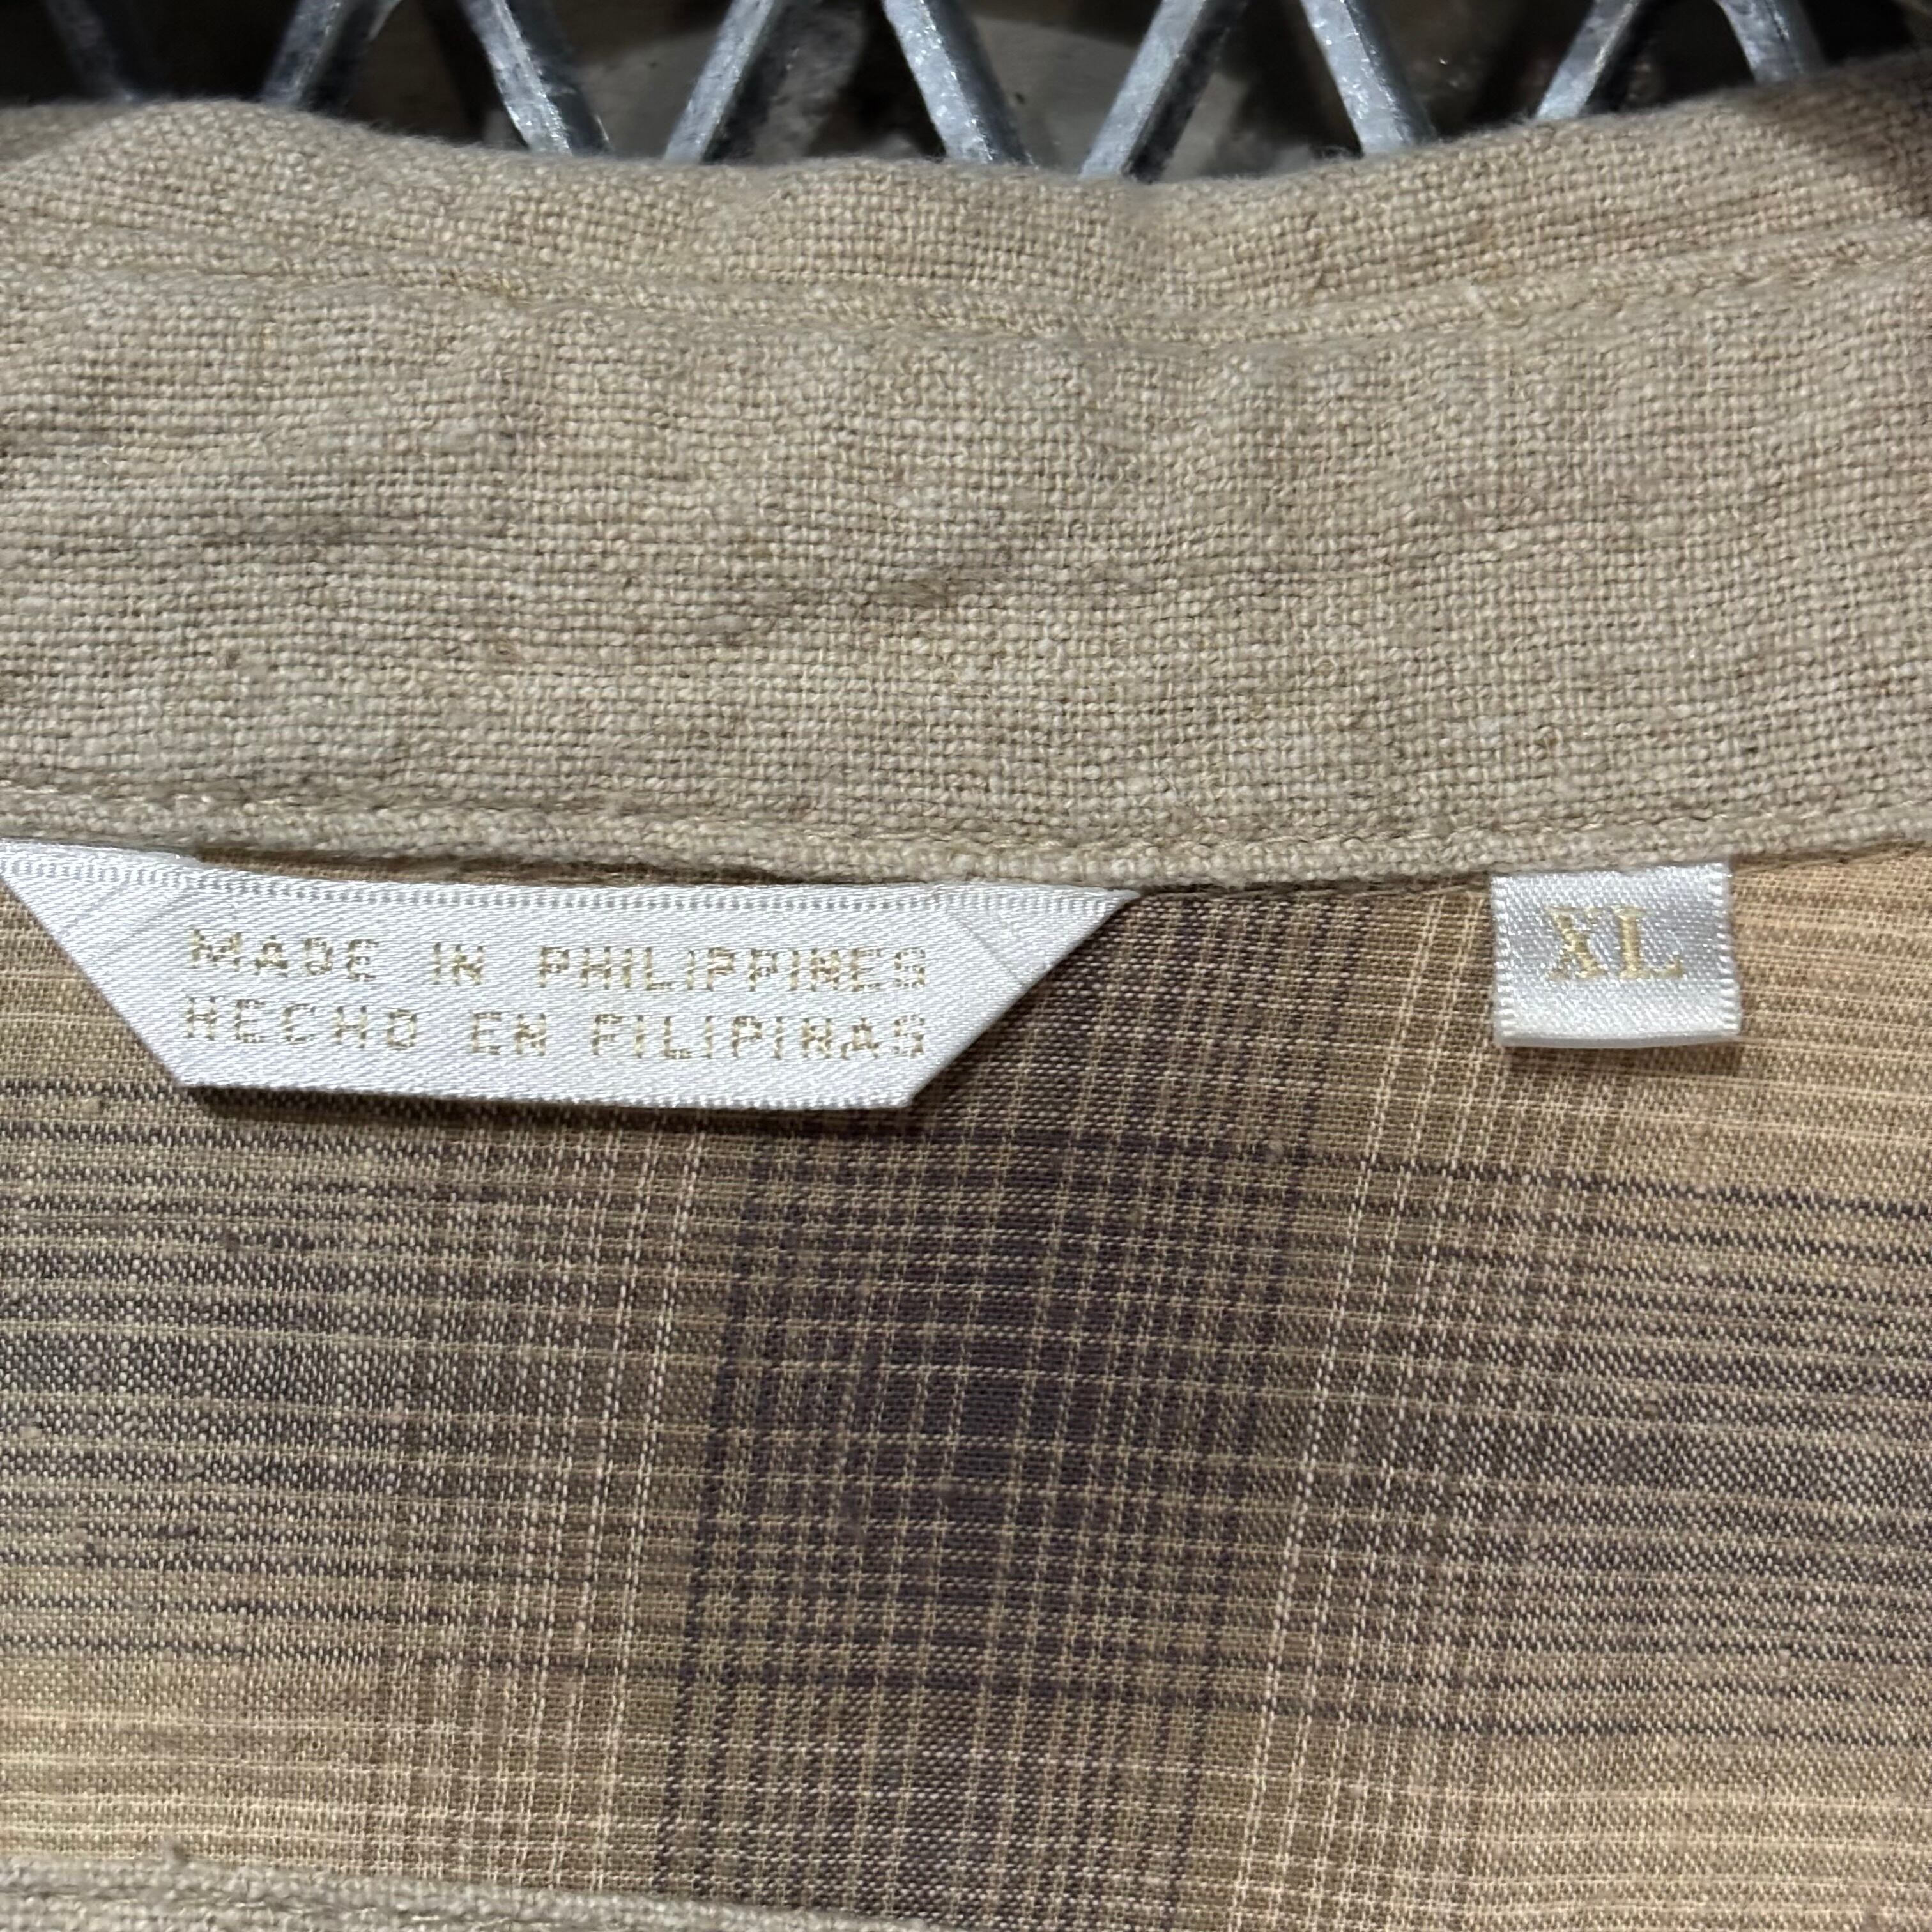 MADE IN PHILIPPINES
HECHO EN FILIPINAS
XL